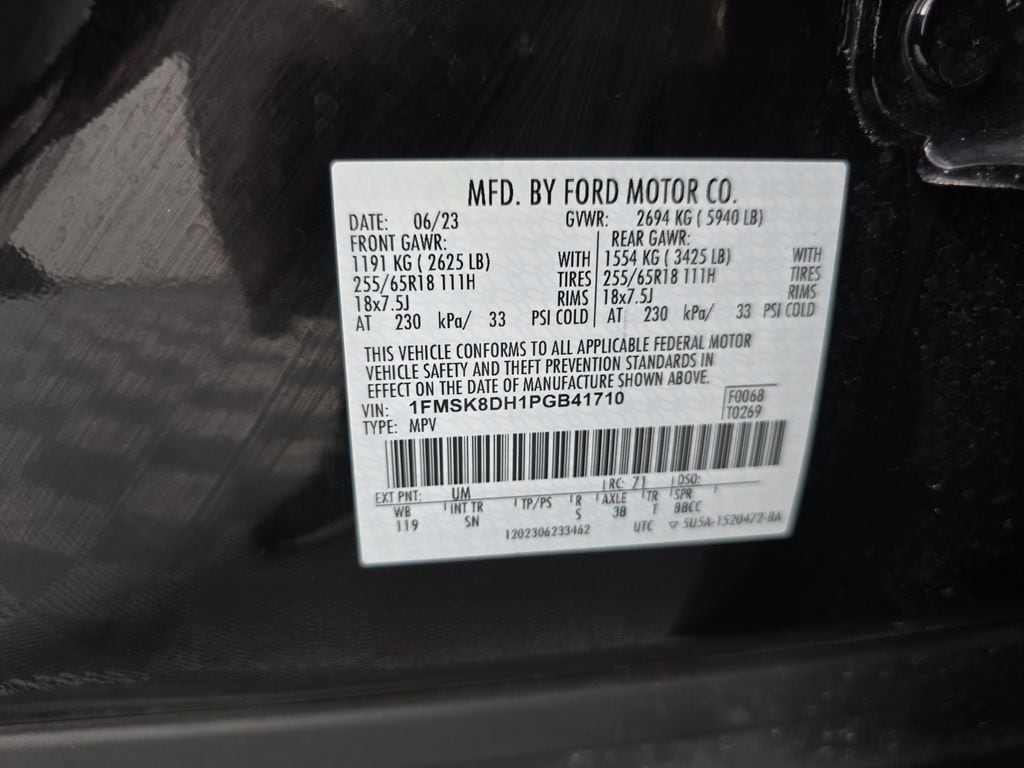 MFD. BY FORD MOTOR CO.
DATE: 06/23 GVWR: 2694 KG ( 5940 LB)
FRONT GAWR: REAR GAWR:
1191 KG ( 2625 LB) WITH 1554 KG ( 3425 LB) WITH
255/65R18 111H TIRES 255/65R18 111H TIRES
18x7.5J RIMS 18x7.5J RIMS
AT 230 kPa/ 33 PSI COLD AT 230 kPa/ 33 PSI COLD
THIS VEHICLE CONFORMS TO ALL APPLICABLE FEDERAL MOTOR
VEHICLE SAFETY AND THEFT PREVENTION STANDARDS IN
EFFECT ON THE DATE OF MANUFACTURE SHOWN ABOVE.
VIN: 1FMSK8DH1PGB41710 F0068
TYPE: MPV T0269
EXT PNT: UM RC: 71 DSO:
WB INT TR TP/PS R AXLE TR SPR
119 SN S 3B T BBCC
1202306233462 UTC ▽ 5U5A-1520472-BA